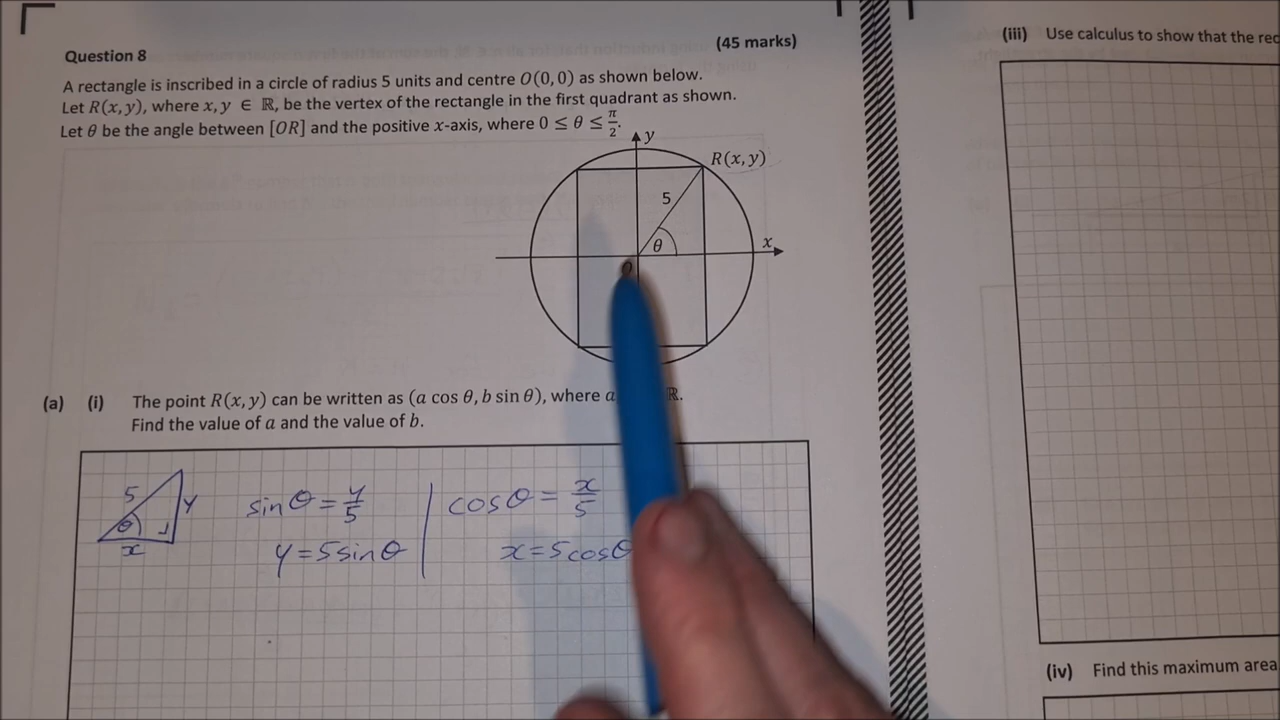 Question 8
(45 marks)
A rectangle is inscribed in a circle of radius 5 units and centre O(0, 0) as shown below.
Let R(x, y), where x, y ∈ ℝ, be the vertex of the rectangle in the first quadrant as shown.
Let θ be the angle between [OR] and the positive x-axis, where 0 ≤ θ ≤ π/2.
y
R(x, y)
5
θ
x
(a) (i) The point R(x, y) can be written as (a cos θ, b sin θ), where a ℝ.
Find the value of a and the value of b.
5
y
θ
x
sin θ = y/5
y = 5 sin θ
cos θ = x/5
x = 5 cos θ
(iii) Use calculus to show that the rec
(iv) Find this maximum area